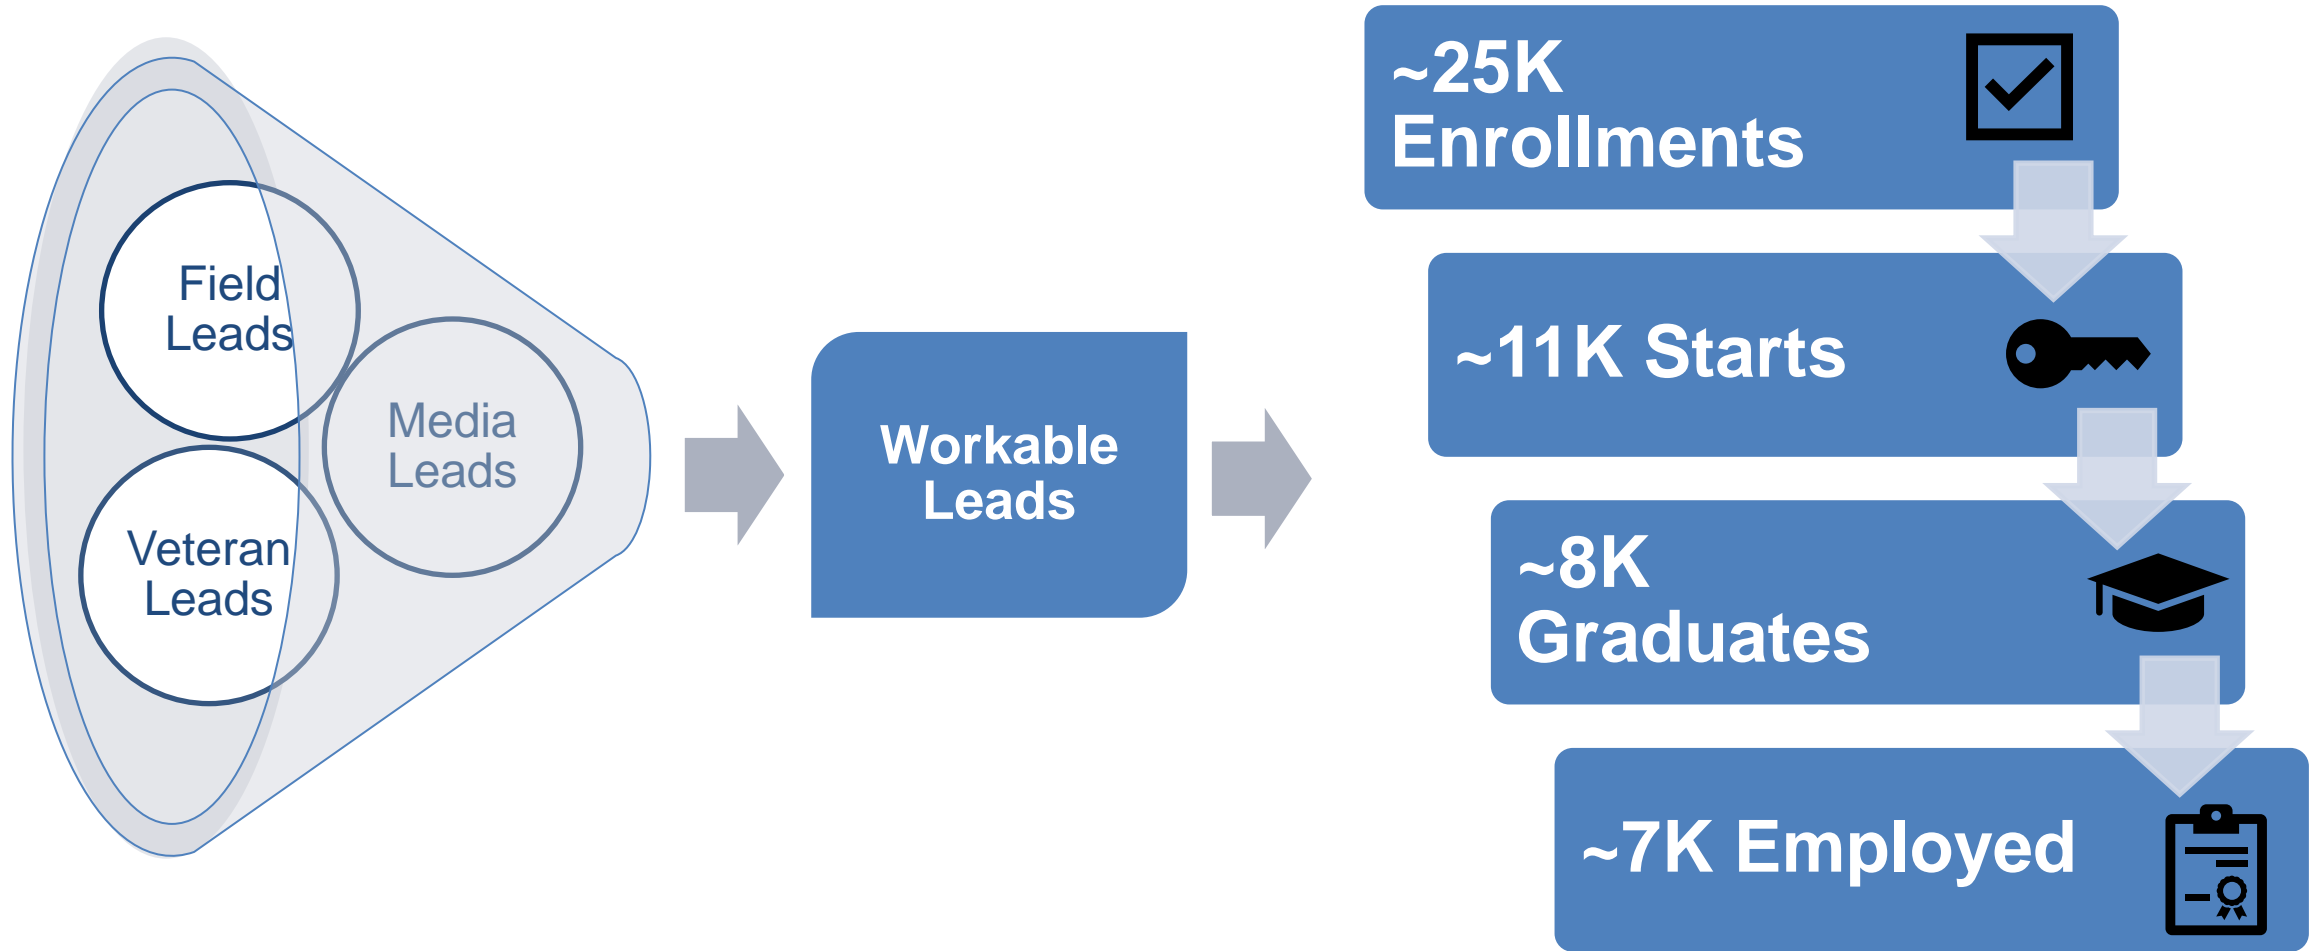 Field
Leads
Media
Leads
Veteran
Leads
Workable
Leads
~25K
Enrollments
~11K Starts
~8K
Graduates
~7K Employed